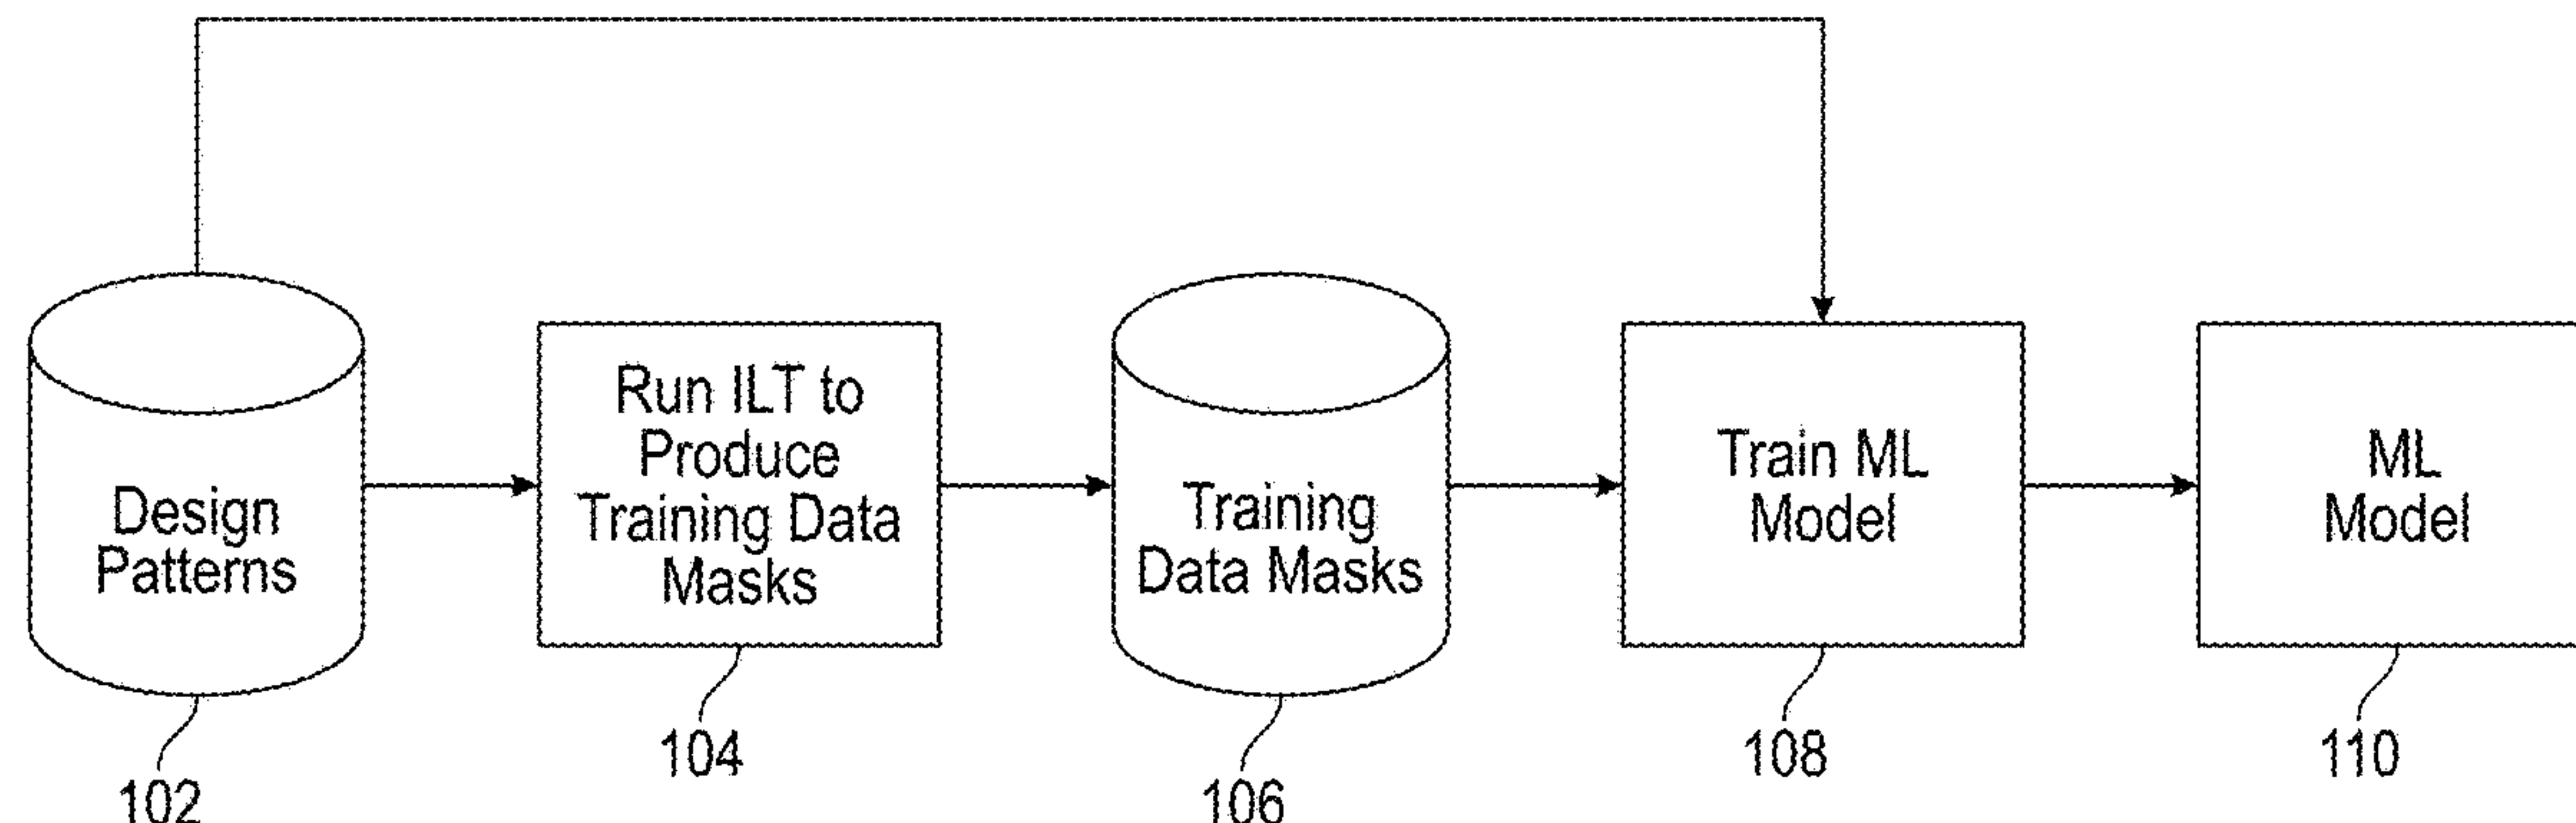 Design
Patterns
102
Run ILT to
Produce
Training Data
Masks
104
Training
Data Masks
106
Train ML
Model
108
ML
Model
110